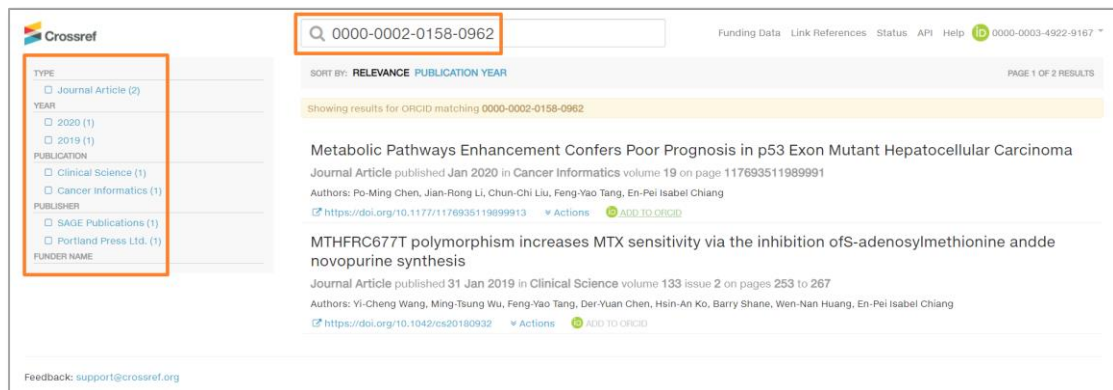 Crossref
0000-0002-0158-0962
Funding Data Link References Status API Help iD 0000-0003-4922-9167
TYPE
Journal Article (2)
YEAR
2020 (1)
2019 (1)
PUBLICATION
Clinical Science (1)
Cancer Informatics (1)
PUBLISHER
SAGE Publications (1)
Portland Press Ltd. (1)
FUNDER NAME
SORT BY: RELEVANCE PUBLICATION YEAR
PAGE 1 OF 2 RESULTS
Showing results for ORCID matching 0000-0002-0158-0962
Metabolic Pathways Enhancement Confers Poor Prognosis in p53 Exon Mutant Hepatocellular Carcinoma
Journal Article published Jan 2020 in Cancer Informatics volume 19 on page 117693511989991
Authors: Po-Ming Chen, Jian-Rong Li, Chun-Chi Liu, Feng-Yao Tang, En-Pei Isabel Chiang
https://doi.org/10.1177/1176935119899913 Actions iD ADD TO ORCID
MTHFRC677T polymorphism increases MTX sensitivity via the inhibition ofS-adenosylmethionine andde
novopurine synthesis
Journal Article published 31 Jan 2019 in Clinical Science volume 133 issue 2 on pages 253 to 267
Authors: Yi-Cheng Wang, Ming-Tsung Wu, Feng-Yao Tang, Der-Yuan Chen, Hsin-An Ko, Barry Shane, Wen-Nan Huang, En-Pei Isabel Chiang
https://doi.org/10.1042/cs20180932 Actions iD ADD TO ORCID
Feedback: support@crossref.org